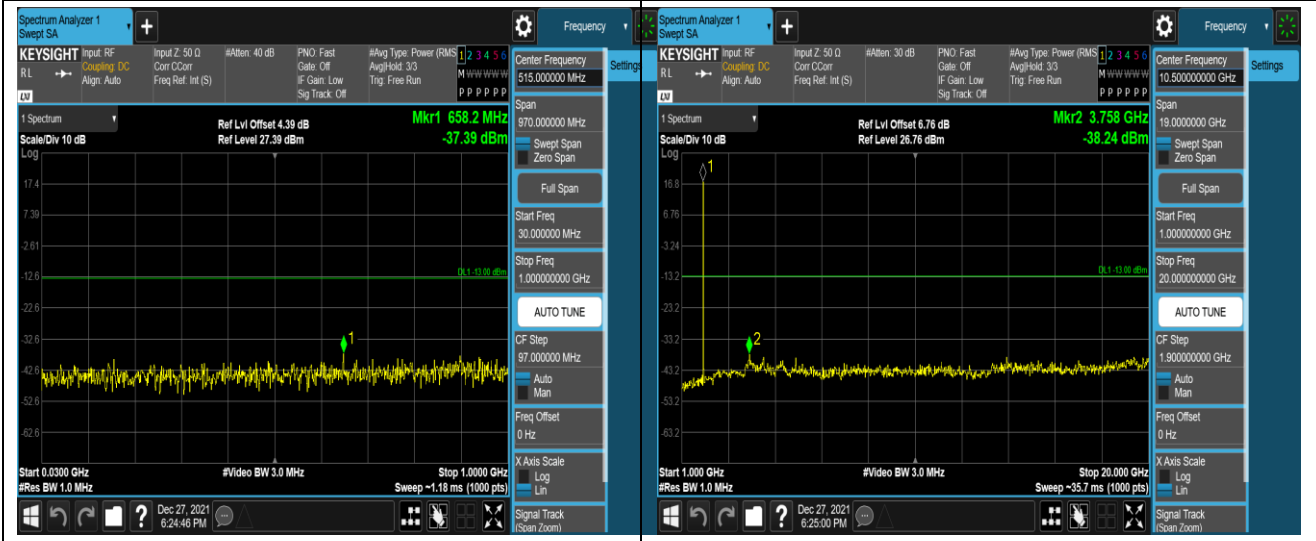 Spectrum Analyzer 1
Swept SA
+
Frequency
KEYSIGHT
RL
LXI
Input: RF
Coupling: DC
Align: Auto
Input Z: 50 Ω
Corr CCorr
Freq Ref: Int (S)
#Atten: 40 dB
PNO: Fast
Gate: Off
IF Gain: Low
Sig Track: Off
#Avg Type: Power (RMS
Avg|Hold: 3/3
Trig: Free Run
1 2 3 4 5 6
M W W W W W
P P P P P P
1 Spectrum
Scale/Div 10 dB
Log
Ref Lvl Offset 4.39 dB
Ref Level 27.39 dBm
Mkr1 658.2 MHz
-37.39 dBm
17.4
7.39
-2.61
-12.6
DL1 -13.00 dBm
-22.6
-32.6
1
-42.6
-52.6
-62.6
Start 0.0300 GHz
#Res BW 1.0 MHz
#Video BW 3.0 MHz
Stop 1.0000 GHz
Sweep ~1.18 ms (1000 pts)
Dec 27, 2021
6:24:46 PM
Center Frequency
515.000000 MHz
Settings
Span
970.000000 MHz
Swept Span
Zero Span
Full Span
Start Freq
30.000000 MHz
Stop Freq
1.000000000 GHz
AUTO TUNE
CF Step
97.000000 MHz
Auto
Man
Freq Offset
0 Hz
X Axis Scale
Log
Lin
Signal Track
(Span Zoom)
Spectrum Analyzer 1
Swept SA
+
Frequency
KEYSIGHT
RL
LXI
Input: RF
Coupling: DC
Align: Auto
Input Z: 50 Ω
Corr CCorr
Freq Ref: Int (S)
#Atten: 30 dB
PNO: Fast
Gate: Off
IF Gain: Low
Sig Track: Off
#Avg Type: Power (RMS
Avg|Hold: 3/3
Trig: Free Run
1 2 3 4 5 6
M W W W W W
P P P P P P
1 Spectrum
Scale/Div 10 dB
Log
Ref Lvl Offset 6.76 dB
Ref Level 26.76 dBm
Mkr2 3.758 GHz
-38.24 dBm
1
16.8
6.76
-3.24
-13.2
DL1 -13.00 dBm
-23.2
-33.2
2
-43.2
-53.2
-63.2
Start 1.000 GHz
#Res BW 1.0 MHz
#Video BW 3.0 MHz
Stop 20.000 GHz
Sweep ~35.7 ms (1000 pts)
Dec 27, 2021
6:25:00 PM
Center Frequency
10.500000000 GHz
Settings
Span
19.0000000 GHz
Swept Span
Zero Span
Full Span
Start Freq
1.000000000 GHz
Stop Freq
20.000000000 GHz
AUTO TUNE
CF Step
1.900000000 GHz
Auto
Man
Freq Offset
0 Hz
X Axis Scale
Log
Lin
Signal Track
(Span Zoom)